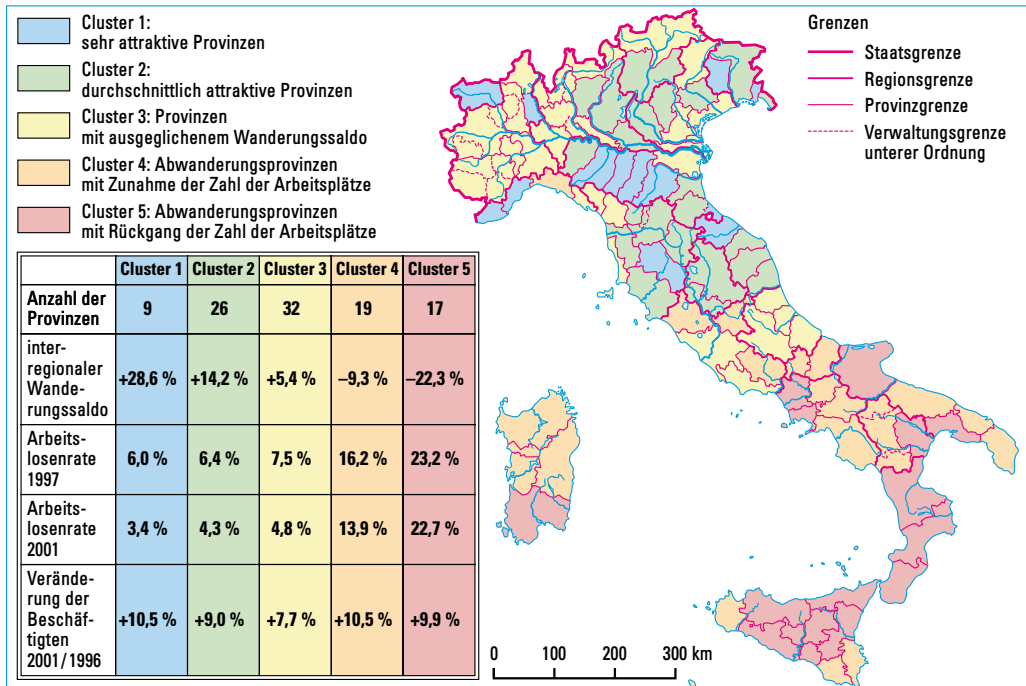 Cluster 1:
sehr attraktive Provinzen
Cluster 2:
durchschnittlich attraktive Provinzen
Cluster 3: Provinzen
mit ausgeglichenem Wanderungssaldo
Cluster 4: Abwanderungsprovinzen
mit Zunahme der Zahl der Arbeitsplätze
Cluster 5: Abwanderungsprovinzen
mit Rückgang der Zahl der Arbeitsplätze
Grenzen
Staatsgrenze
Regionsgrenze
Provinzgrenze
Verwaltungsgrenze
unterer Ordnung
Cluster 1 Cluster 2 Cluster 3 Cluster 4 Cluster 5
Anzahl der
Provinzen
9 26 32 19 17
inter-
regionaler
Wande-
rungssaldo
+28,6 % +14,2 % +5,4 % –9,3 % –22,3 %
Arbeits-
losenrate
1997
6,0 % 6,4 % 7,5 % 16,2 % 23,2 %
Arbeits-
losenrate
2001
3,4 % 4,3 % 4,8 % 13,9 % 22,7 %
Verände-
rung der
Beschäf-
tigten
2001/1996
+10,5 % +9,0 % +7,7 % +10,5 % +9,9 %
0 100 200 300 km